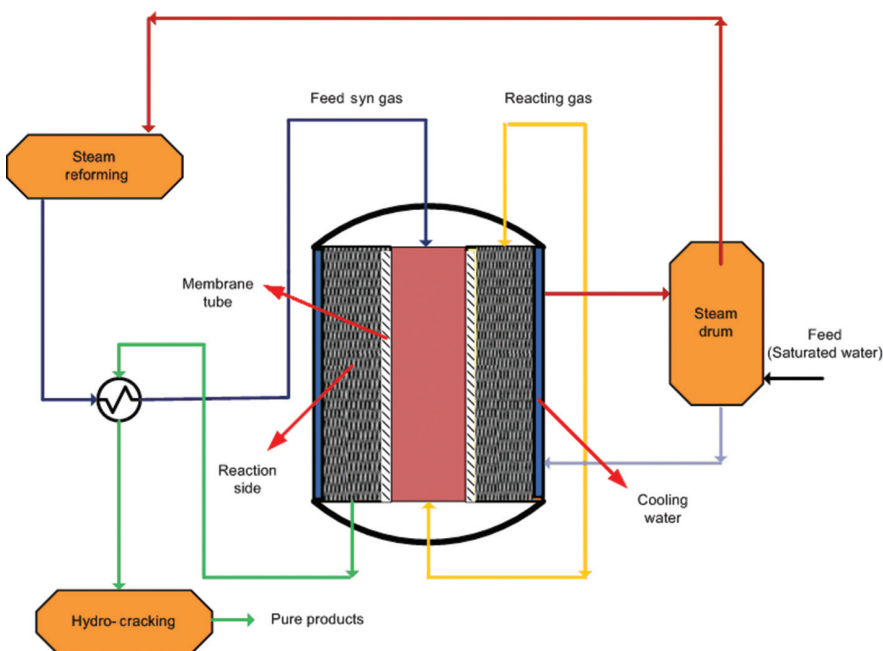 Feed syn gas
Reacting gas
Steam
reforming
Membrane
tube
Steam
drum
Feed
(Saturated water)
Reaction
side
Cooling
water
Hydro- cracking
Pure products